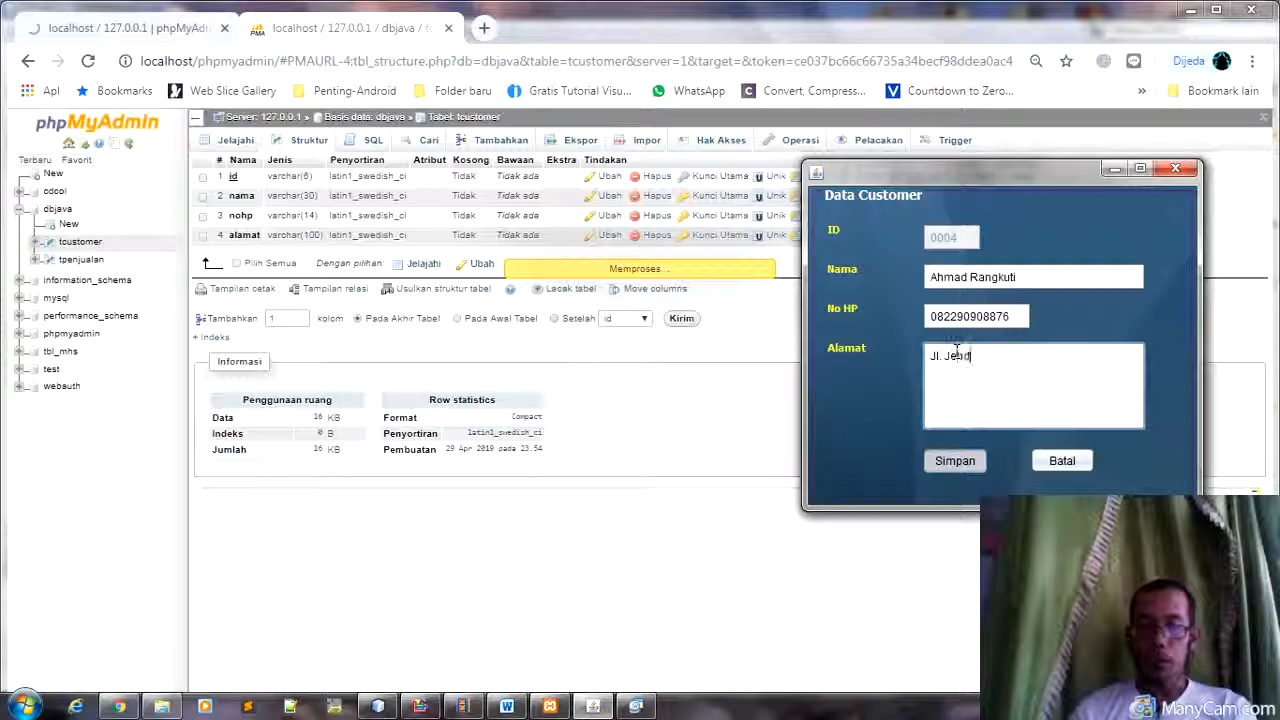 localhost / 127.0.0.1 | phpMyAdn
localhost / 127.0.0.1 / dbjava / t
localhost/phpmyadmin/#PMAURL-4:tbl_structure.php?db=dbjava&table=tcustomer&server=1&target=&token=ce037bc66c66735a34becf98ddea0ac4
Dijeda
Apl
Bookmarks
Web Slice Gallery
Penting-Android
Folder baru
Gratis Tutorial Visu...
WhatsApp
Convert, Compress...
Countdown to Zero...
»
Bookmark lain
phpMyAdmin
Terbaru Favorit
New
cdcol
dbjava
New
tcustomer
tpenjualan
information_schema
mysql
performance_schema
phpmyadmin
tbl_mhs
test
webauth
Server: 127.0.0.1 » Basis data: dbjava » Tabel: tcustomer
Jelajahi Struktur SQL Cari Tambahkan Ekspor Impor Hak Akses Operasi Pelacakan Trigger
# Nama Jenis Penyortiran Atribut Kosong Bawaan Ekstra Tindakan
1 id varchar(6) latin1_swedish_ci Tidak Tidak ada Ubah Hapus Kunci Utama Unik
2 nama varchar(30) latin1_swedish_ci Tidak Tidak ada Ubah Hapus Kunci Utama Unik
3 nohp varchar(14) latin1_swedish_ci Tidak Tidak ada Ubah Hapus Kunci Utama Unik
4 alamat varchar(100) latin1_swedish_ci Tidak Tidak ada Ubah Hapus Kunci Utama Unik
Pilih Semua Dengan pilihan: Jelajahi Ubah
Memproses...
Tampilan cetak Tampilan relasi Usulkan struktur tabel Lacak tabel Move columns
Tambahkan 1 kolom Pada Akhir Tabel Pada Awal Tabel Setelah id Kirim
+ Indeks
Informasi
Penggunaan ruang
Data 16 KB
Indeks 0 B
Jumlah 16 KB
Row statistics
Format Compact
Penyortiran latin1_swedish_ci
Pembuatan 29 Apr 2019 pada 23.54
Data Customer
ID 0004
Nama Ahmad Rangkuti
No HP 082290908876
Alamat Jl. Jend
Simpan Batal
ManyCam.com